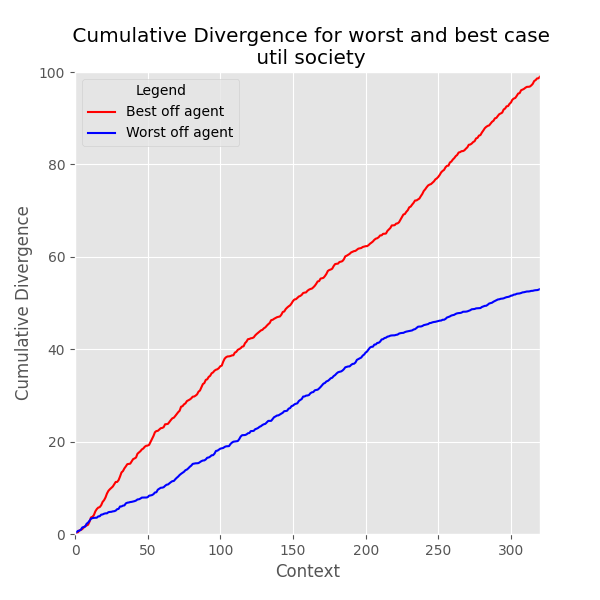 Cumulative Divergence for worst and best case
util society
Legend
Best off agent
Worst off agent
Cumulative Divergence
100
80
60
40
20
0
0 50 100 150 200 250 300
Context